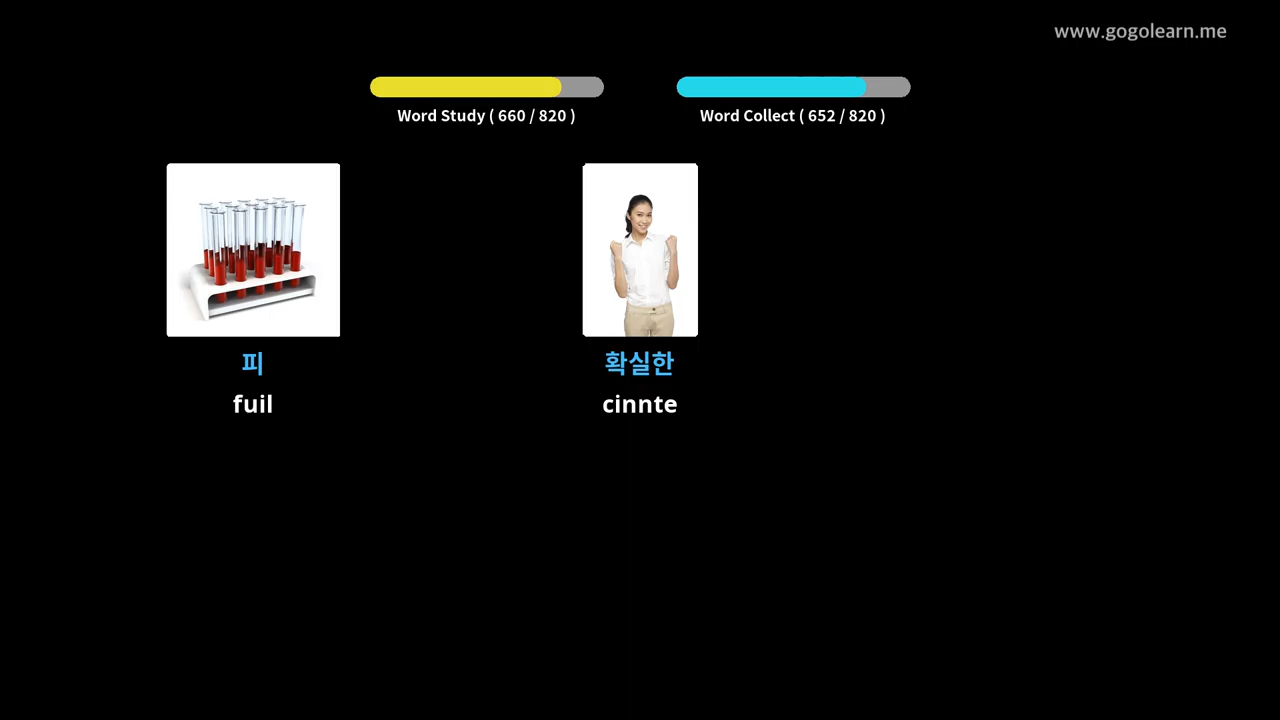 www.gogolearn.me
Word Study ( 660 / 820 )
Word Collect ( 652 / 820 )
피
fuil
확실한
cinnte